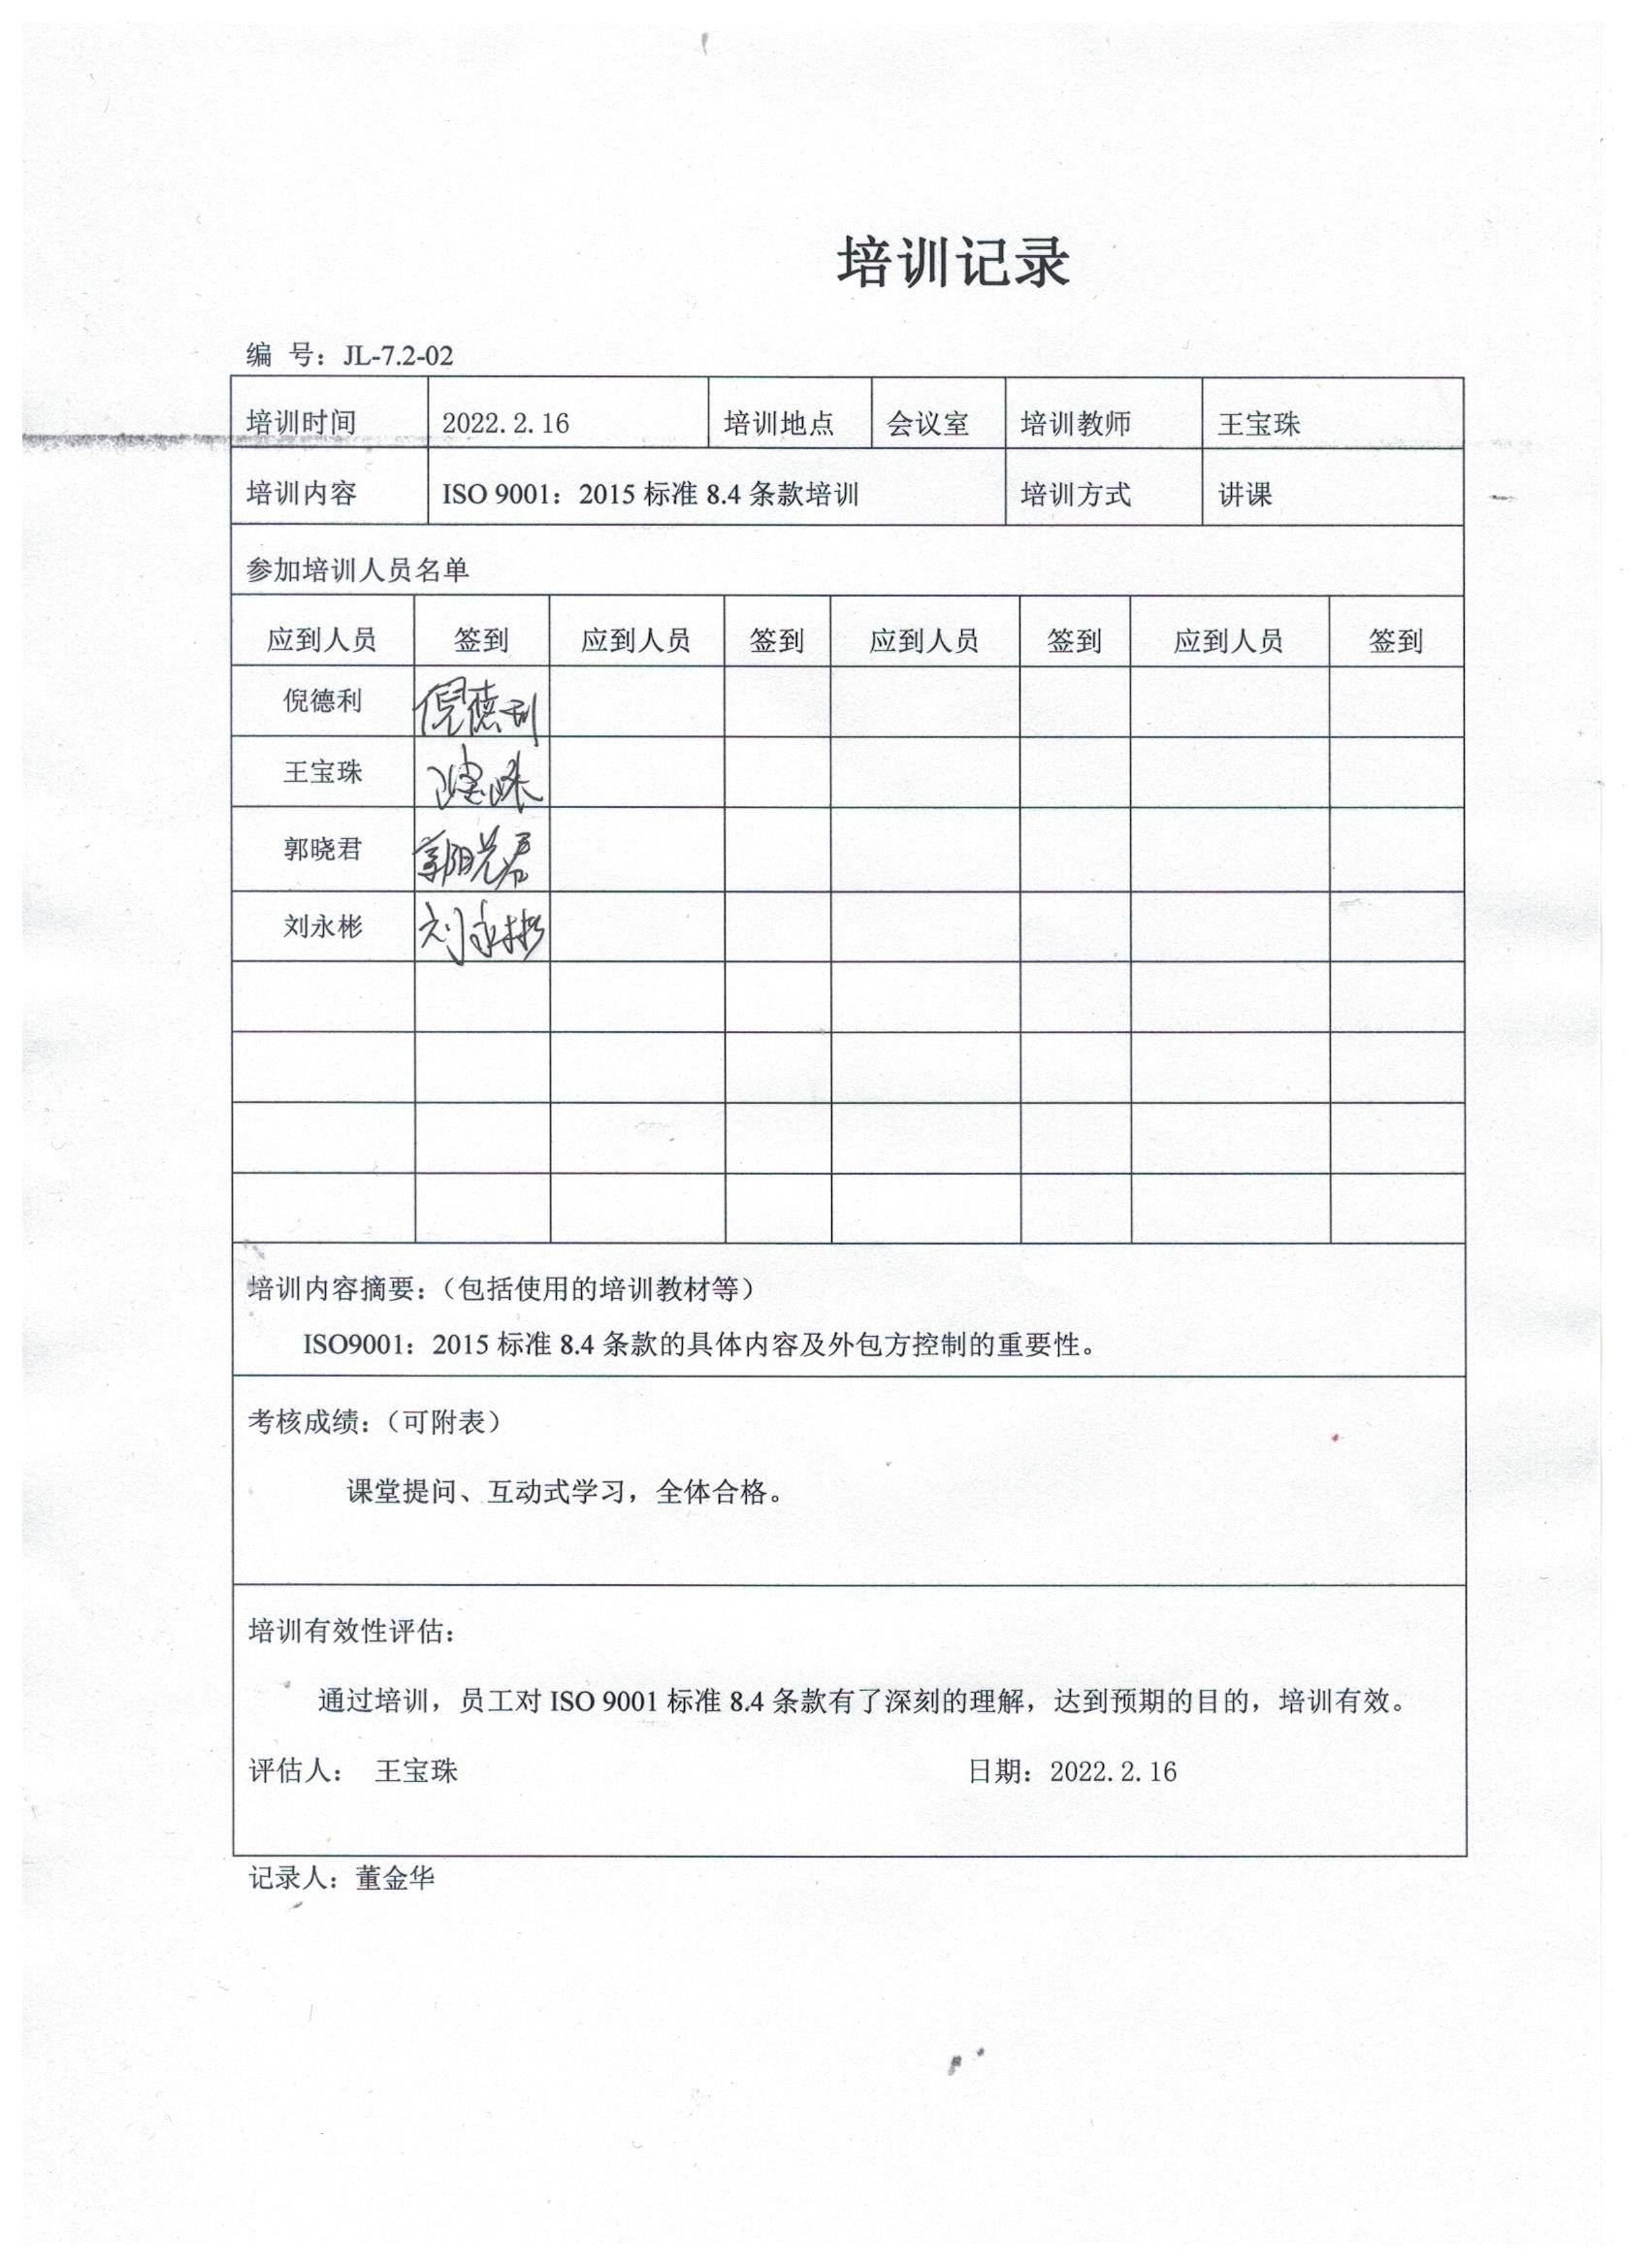 培训记录
编 号：JL-7.2-02
培训时间 2022.2.16 培训地点 会议室 培训教师 王宝珠
培训内容 ISO 9001：2015 标准 8.4 条款培训 培训方式 讲课
参加培训人员名单
应到人员 签到 应到人员 签到 应到人员 签到 应到人员 签到
倪德利 倪德利
王宝珠 王宝珠
郭晓君 郭晓君
刘永彬 刘永彬
培训内容摘要：（包括使用的培训教材等）
ISO9001：2015 标准 8.4 条款的具体内容及外包方控制的重要性。
考核成绩：（可附表）
课堂提问、互动式学习，全体合格。
培训有效性评估：
通过培训，员工对 ISO 9001 标准 8.4 条款有了深刻的理解，达到预期的目的，培训有效。
评估人： 王宝珠 日期：2022.2.16
记录人：董金华